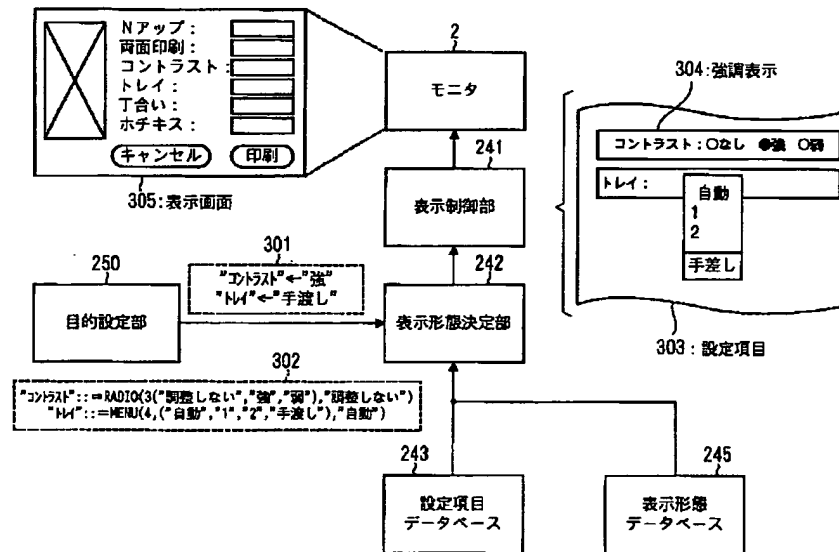 Nアップ:
両面印刷:
コントラスト:
トレイ:
丁合い:
ホチキス:
キャンセル
印刷
305:表示画面
2
モニタ
241
表示制御部
304:強調表示
コントラスト:○なし ●強 ○弱
トレイ:
自動
1
2
手差し
303:設定項目
250
目的設定部
301
"コントラスト"←"強"
"トレイ"←"手渡し"
242
表示形態決定部
302
"コントラスト"::=RADIO(3("調整しない","強","弱"),"調整しない")
"トレイ"::=MENU(4,("自動","1","2","手渡し"),"自動")
243
設定項目
データベース
245
表示形態
データベース